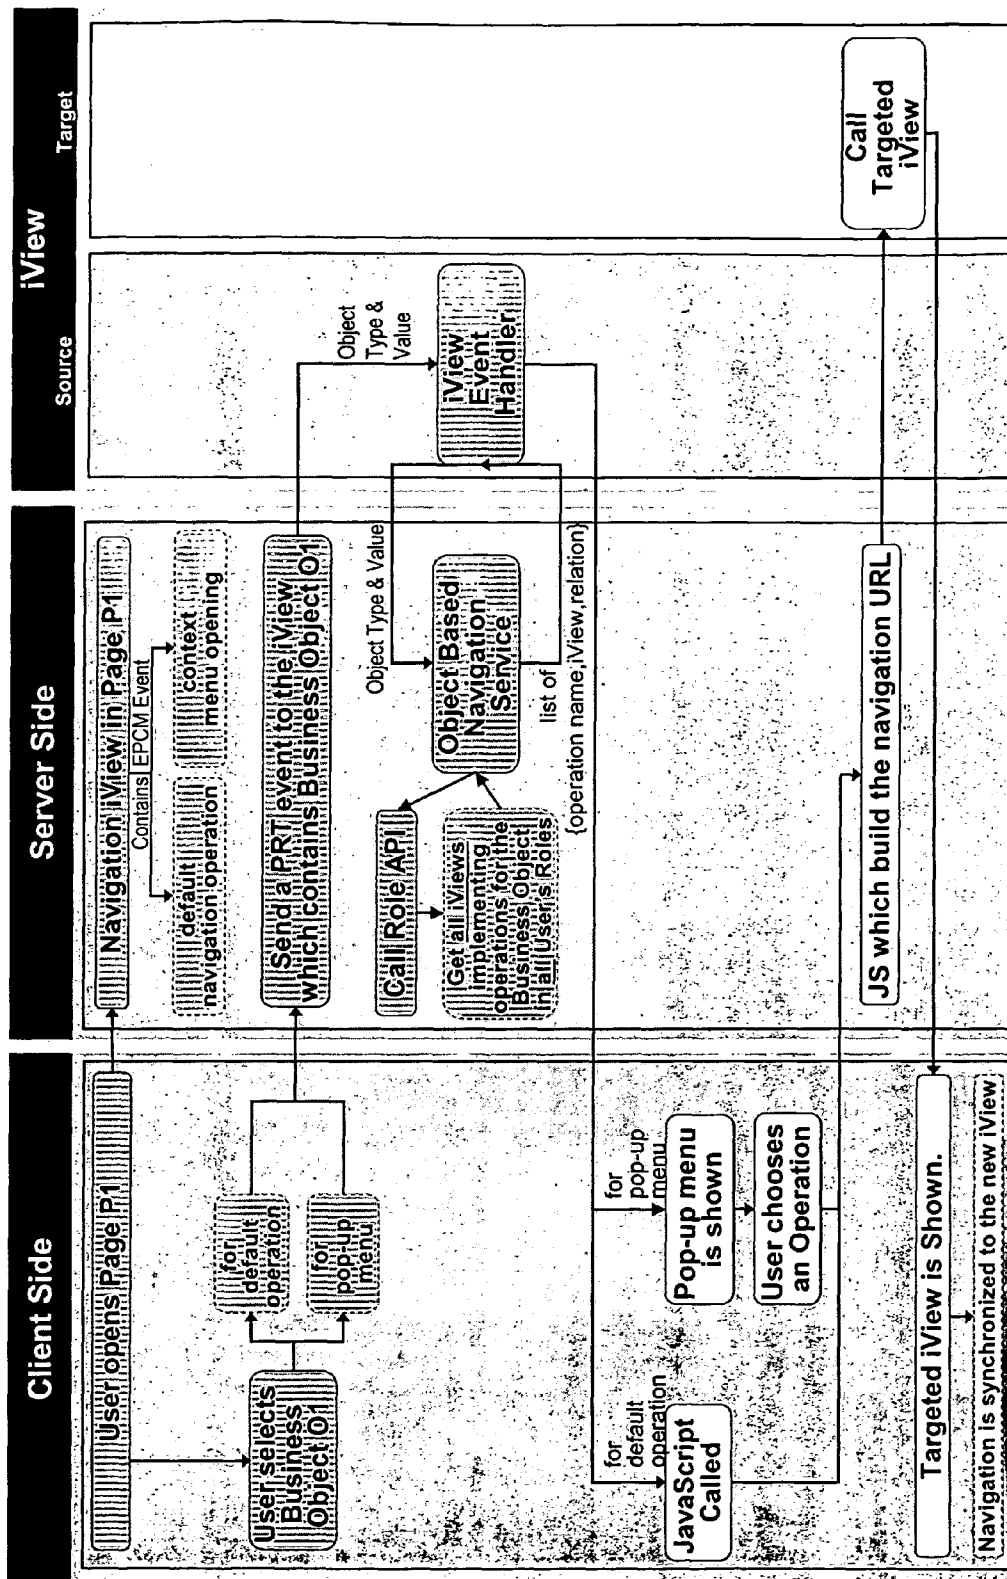 Client Side
Server Side
iView
Source
Target
User opens Page P1
Navigation iView in Page P1
Contains EPCM Event
default
navigation operation
context
menu opening
User selects
Business
Object O1
for
default
operation
for
pop-up
menu
Send a PRT event to the iView
which contains Business Object O1
Object
Type &
Value
iView
Event
Handler
Object Type & Value
Object Based
Navigation
Service
list of
{operation name,iView,relation}
Call Role API
Get all iViews
implementing
operations for the
Business Object
in all User's Roles
for
default
operation
JavaScript
Called
for
pop-up
menu
Pop-up menu
is shown
User chooses
an Operation
JS which build the navigation URL
Call
Targeted
iView
Targeted iView is Shown.
Navigation is synchronized to the new iView